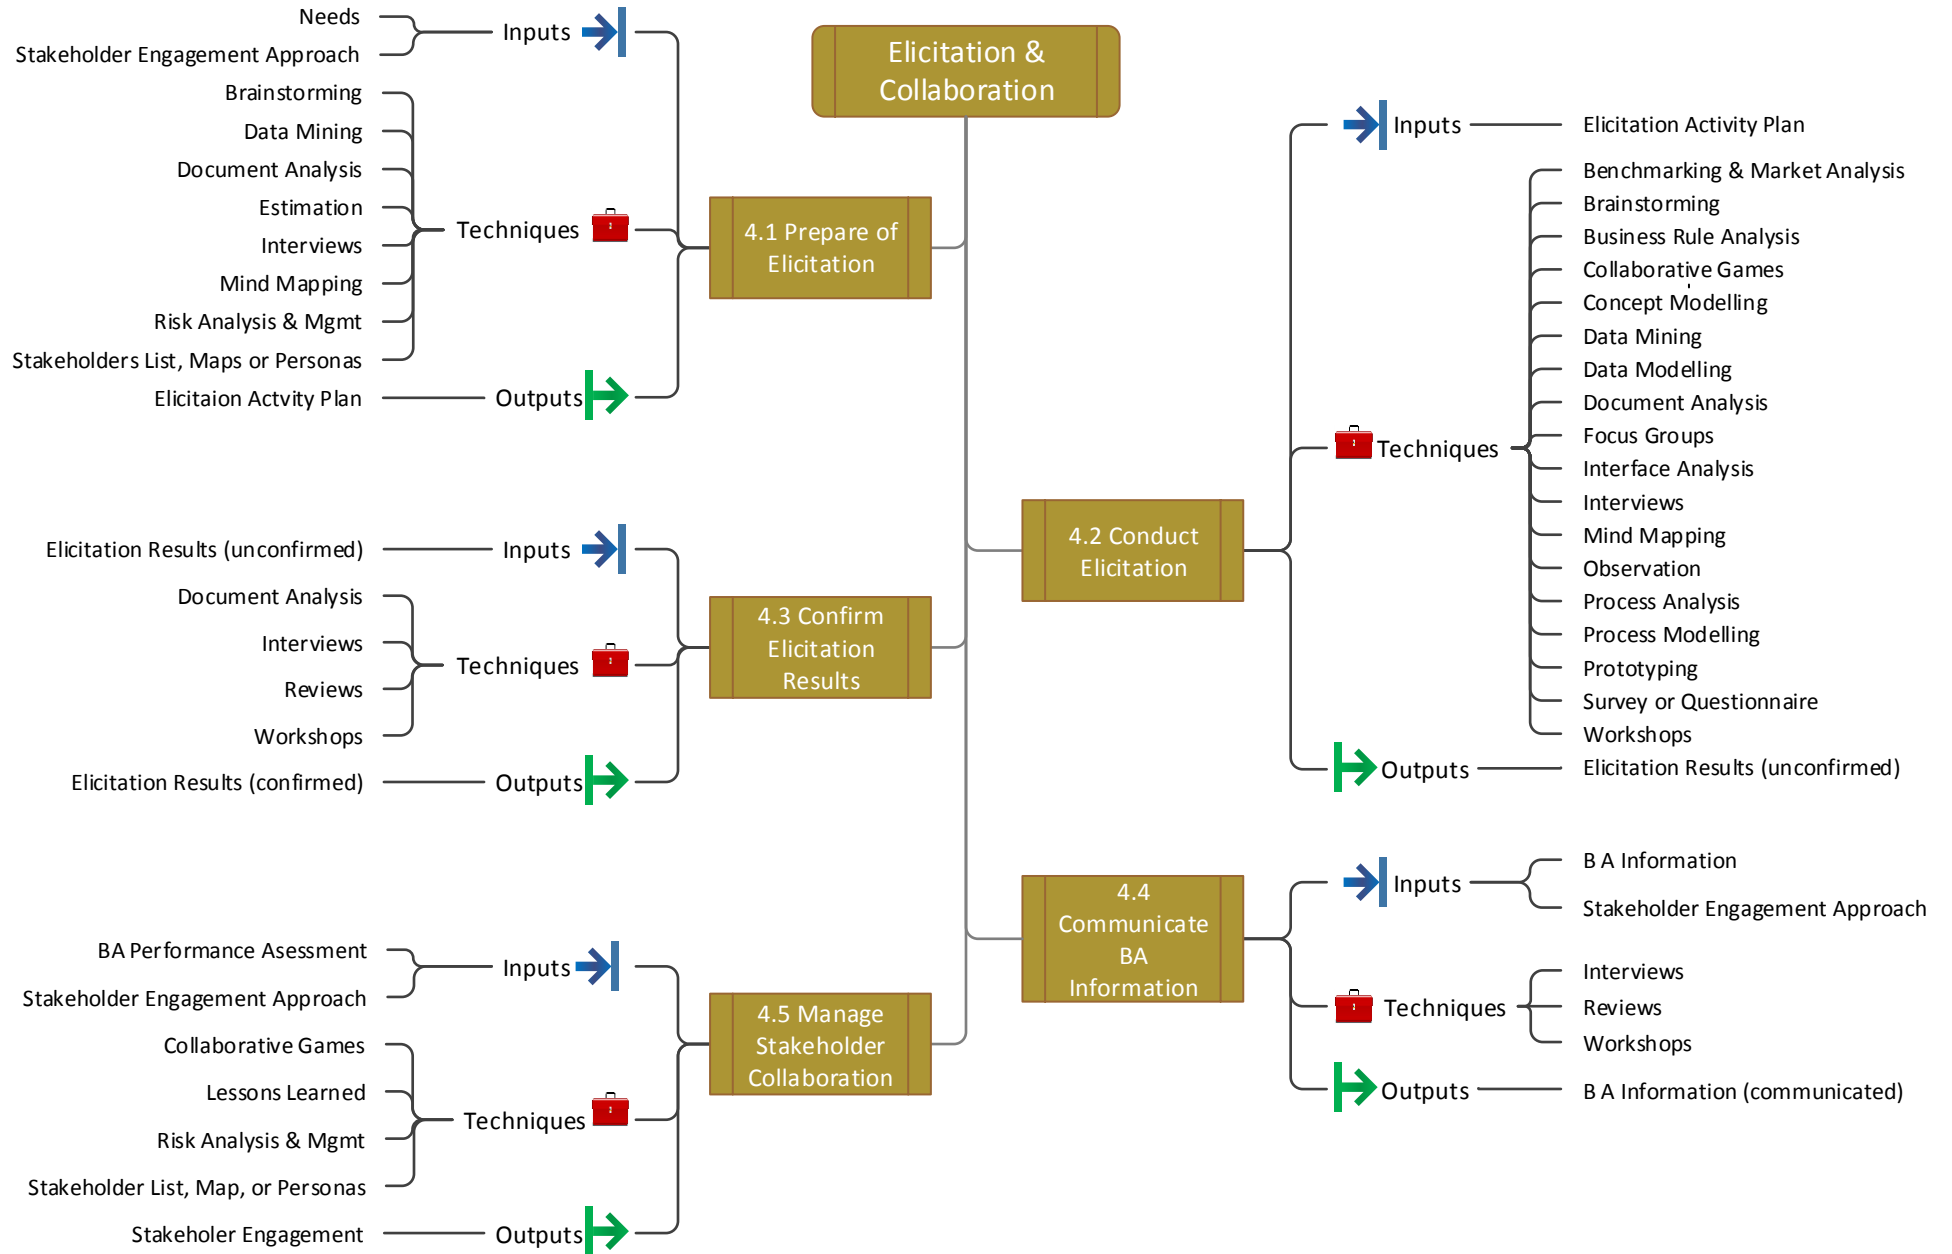 Elicitation &
Collaboration
Needs
Stakeholder Engagement Approach
Inputs
Brainstorming
Data Mining
Document Analysis
Estimation
Interviews
Mind Mapping
Risk Analysis & Mgmt
Stakeholders List, Maps or Personas
Techniques
Elicitaion Actvity Plan
Outputs
4.1 Prepare of
Elicitation
Inputs
Elicitation Activity Plan
Techniques
Benchmarking & Market Analysis
Brainstorming
Business Rule Analysis
Collaborative Games
Concept Modelling
Data Mining
Data Modelling
Document Analysis
Focus Groups
Interface Analysis
Interviews
Mind Mapping
Observation
Process Analysis
Process Modelling
Prototyping
Survey or Questionnaire
Workshops
Outputs
Elicitation Results (unconfirmed)
4.2 Conduct
Elicitation
Elicitation Results (unconfirmed)
Inputs
Document Analysis
Interviews
Reviews
Workshops
Techniques
Elicitation Results (confirmed)
Outputs
4.3 Confirm
Elicitation
Results
4.4
Communicate
BA
Information
Inputs
BA Information
Stakeholder Engagement Approach
Techniques
Interviews
Reviews
Workshops
Outputs
BA Information (communicated)
BA Performance Asessment
Stakeholder Engagement Approach
Inputs
Collaborative Games
Lessons Learned
Risk Analysis & Mgmt
Stakeholder List, Map, or Personas
Techniques
Stakeholer Engagement
Outputs
4.5 Manage
Stakeholder
Collaboration